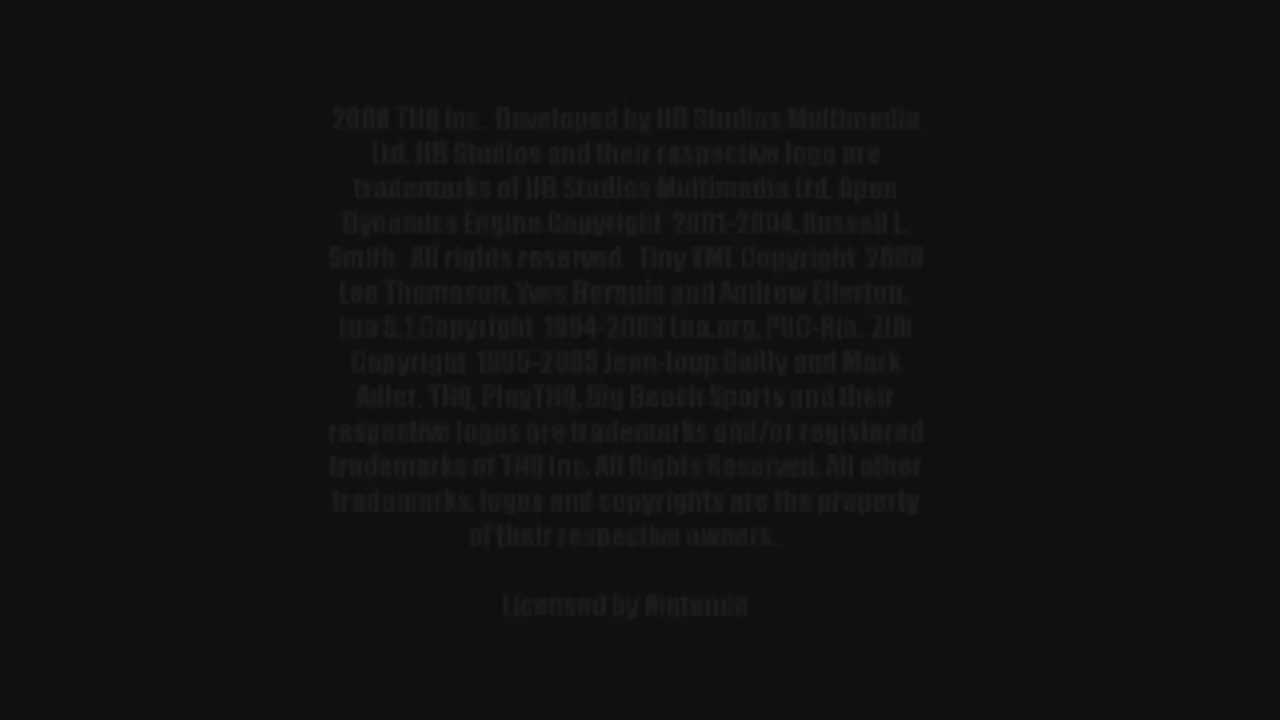 2008 THQ Inc. Developed by HB Studios Multimedia
Ltd. HB Studios and their respective logo are
trademarks of HB Studios Multimedia Ltd. Open
Dynamics Engine Copyright 2001-2004, Russell L.
Smith. All rights reserved. Tiny XML Copyright
Lee Thomason, Yves Berquin and Andrew Ellerton.
Lua 5.1 Copyright 1994-2008 Lua.org, PUC-Rio.
Copyright 1995-2005 Jean-loup Gailly and Mark
Adler. THQ, PlayTHQ, Big Beach Sports and their
respective logos are trademarks and/or registered
trademarks of THQ Inc. All Rights Reserved. All other
trademarks, logos and copyrights are the property
of their respective owners.
Licensed by Nintendo